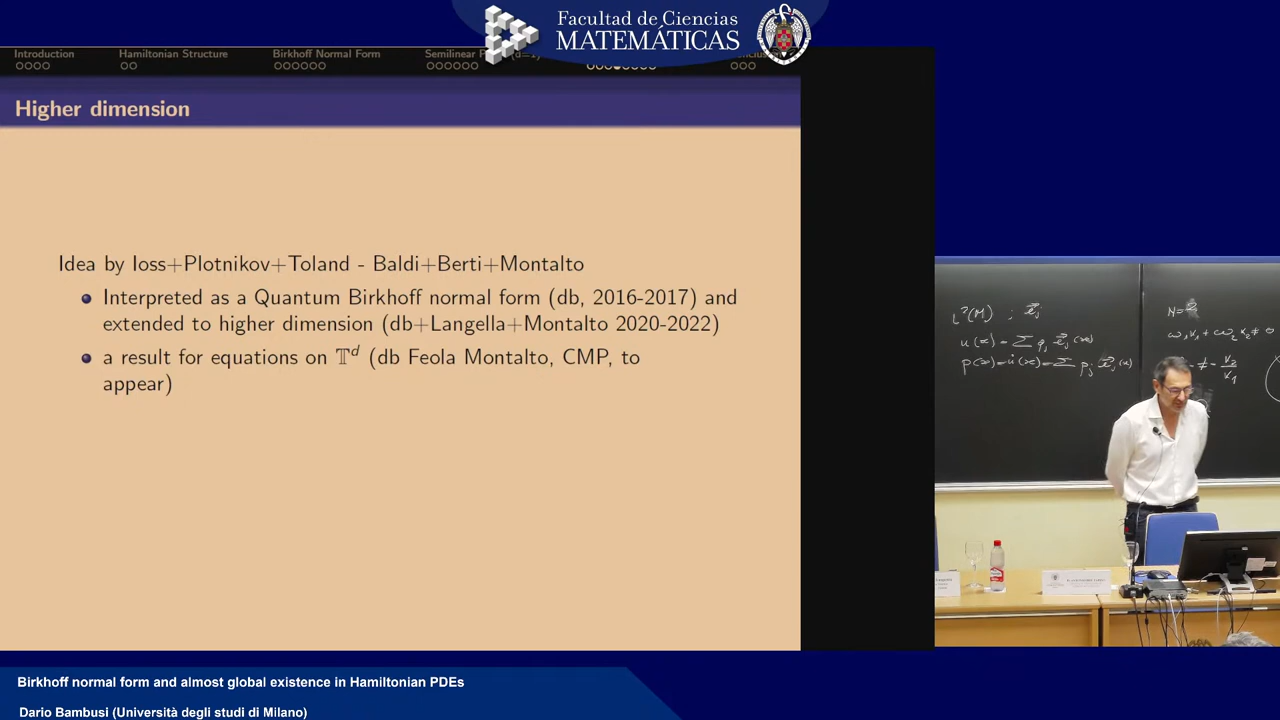 Facultad de Ciencias
MATEMÁTICAS
Introduction
Hamiltonian Structure
Birkhoff Normal Form
Higher dimension
Idea by Ioss+Plotnikov+Toland - Baldi+Berti+Montalto
Interpreted as a Quantum Birkhoff normal form (db, 2016-2017) and
extended to higher dimension (db+Langella+Montalto 2020-2022)
a result for equations on 𝕋^d (db Feola Montalto, CMP, to
appear)
Birkhoff normal form and almost global existence in Hamiltonian PDEs
Dario Bambusi (Università degli studi di Milano)